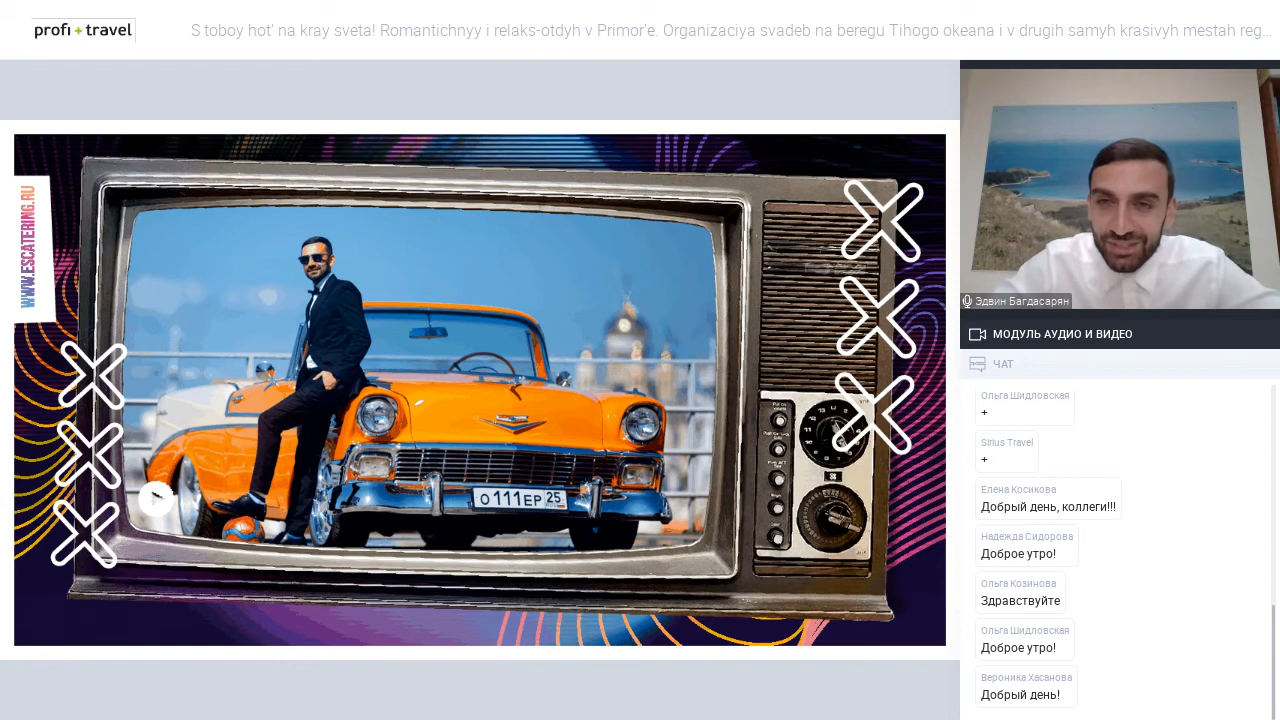 profi + travel
S toboy hot' na kray sveta! Romantichnyy i relaks-otdyh v Primor'e. Organizaciya svadeb na beregu Tihogo okeana i v drugih samyh krasivyh mestah reg...
WWW.ESCATERING.RU
О 111 ЕР 25
Эдвин Багдасарян
МОДУЛЬ АУДИО И ВИДЕО
ЧАТ
Ольга Шидловская
+
Sirius Travel
+
Елена Косикова
Добрый день, коллеги!!!
Надежда Сидорова
Доброе утро!
Ольга Козинова
Здравствуйте
Ольга Шидловская
Доброе утро!
Вероника Хасанова
Добрый день!